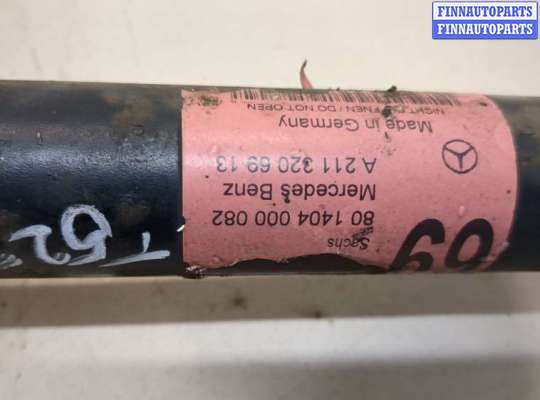 FINNAUTOPARTS
FINNAUTOPARTS
69
Sachs
80 1404 000 082
Mercedes Benz
A 211 320 69 13
Made in Germany
NICHT ÖFFNEN / DO NOT OPEN
T52